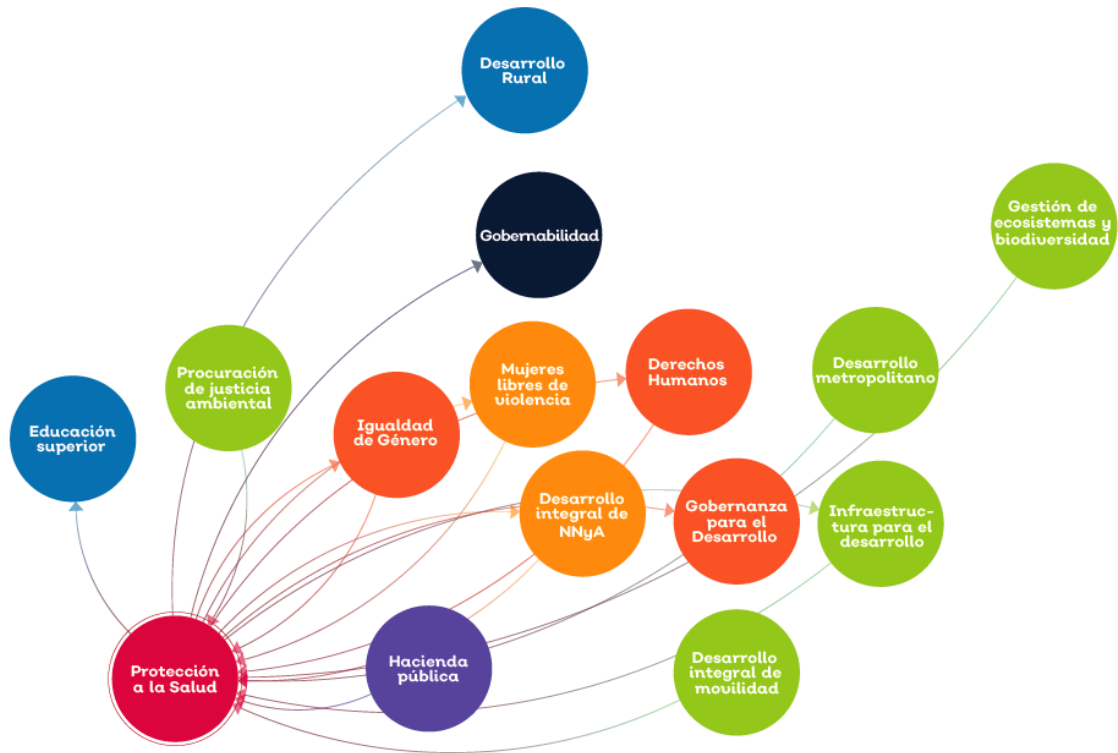 Desarrollo
Rural
Gobernabilidad
Gestión de
ecosistemas y
biodiversidad
Procuración
de justicia
ambiental
Mujeres
libres de
violencia
Derechos
Humanos
Desarrollo
metropolitano
Educación
superior
Igualdad
de Género
Desarrollo
integral de
NNyA
Gobernanza
para el
Desarrollo
Infraestruc-
tura para el
desarrollo
Protección
a la Salud
Hacienda
pública
Desarrollo
integral de
movilidad